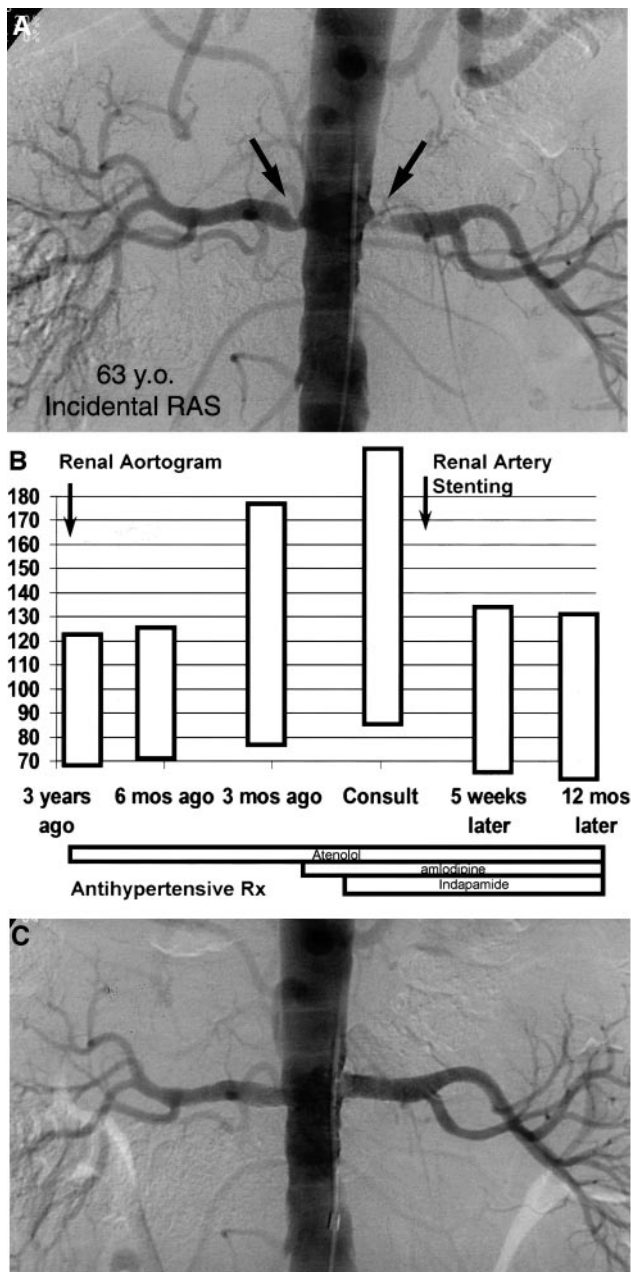 A
63 y.o.
Incidental RAS
B
Renal Aortogram
Renal Artery
Stenting
180
170
160
150
140
130
120
110
100
90
80
70
3 years
ago
6 mos ago
3 mos ago
Consult
5 weeks
later
12 mos
later
Atenolol
amlodipine
Indapamide
Antihypertensive Rx
C